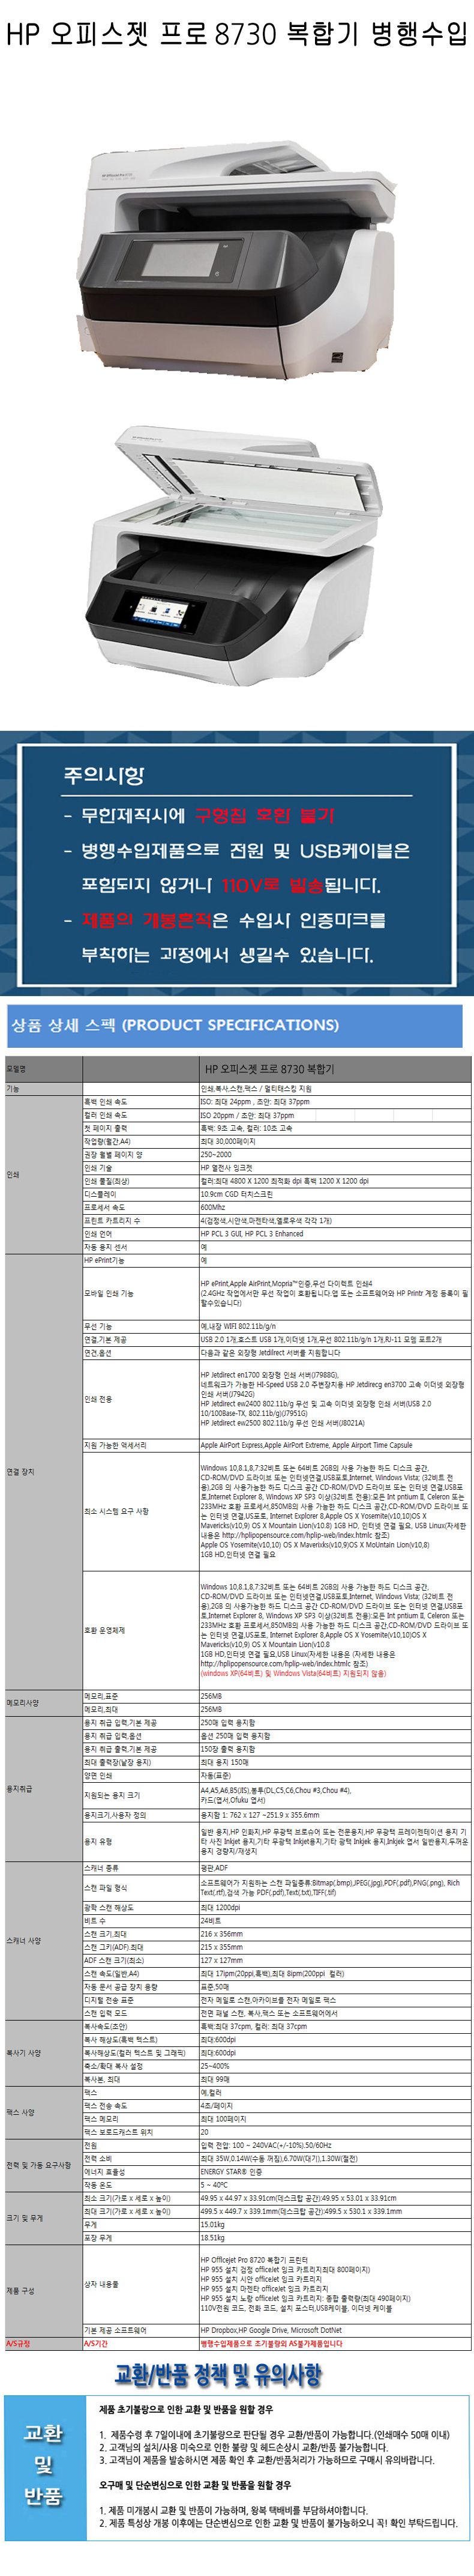 HP 오피스젯 프로 8730 복합기 병행수입
주의사항
- 무한제작시에 구형칩 호환 불가
- 병행수입제품으로 전원 및 USB케이블은
포함되지 않거나 110V로 발송됩니다.
- 제품의 개봉흔적은 수입사 인증마크를
부착하는 과정에서 생길수 있습니다.
상품 상세 스펙 (PRODUCT SPECIFICATIONS)
모델명 HP 오피스젯 프로 8730 복합기
기능 인쇄,복사,스캔,팩스 / 멀티태스킹 지원
인쇄
흑백 인쇄 속도 ISO: 최대 24ppm , 초안: 최대 37ppm
컬러 인쇄 속도 ISO 20ppm / 초안: 최대 37ppm
첫 페이지 출력 흑백: 9초 고속, 컬러: 10초 고속
작업량(월간,A4) 최대 30,000페이지
권장 월별 페이지 양 250~2000
인쇄 기술 HP 열전사 잉크젯
인쇄 품질(최상) 컬러:최대 4800 X 1200 최적화 dpi 흑백 1200 X 1200 dpi
디스플레이 10.9cm CGD 터치스크린
프로세서 속도 600Mhz
프린트 카트리지 수 4(검정색,시안색,마젠타색,옐로우색 각각 1개)
인쇄 언어 HP PCL 3 GUI, HP PCL 3 Enhanced
자동 용지 센서 예
연결 장치
HP ePrint기능 예
모바일 인쇄 기능
HP ePrint,Apple AirPrint,Mopria™인증,무선 다이렉트 인쇄4
(2.4GHz 작업에서만 무선 작업이 호환됩니다.앱 또는 소프트웨어와 HP Printr 계정 등록이 필
할수있습니다)
무선 기능 예,내장 WIFI 802.11b/g/n
연결,기본 제공 USB 2.0 1개,호스트 USB 1개,이더넷 1개,무선 802.11b/g/n 1개,RJ-11 모뎀 포트2개
연견,옵션 다음과 같은 외장형 Jetdilrect 서버를 지원합니다
인쇄 전용
HP Jetdirect en1700 외장형 인쇄 서버(J7988G),
네트워크가 가능한 HI-Speed USB 2.0 주변장치용 HP Jetdirecg en3700 고속 이더넷 외장형
인쇄 서버(J7942G)
HP Jetdirect ew2400 802.11b/g 무선 및 고속 이더넷 외장형 인쇄 서버(USB 2.0
10/100Base-TX, 802.11b/g)(J7951G)
HP Jetdirect ew2500 802.11b/g 무선 인쇄 서버(J8021A)
지원 가능한 악세서리 Apple AirPort Express,Apple AirPort Extreme, Apple Airport Time Capsule
최소 시스템 요구 사항
Windows 10,8.1,8,7:32비트 또는 64비트 2GB의 사용 가능한 하드 디스크 공간,
CD-ROM/DVD 드라이브 또는 인터넷연결,USB포토,Internet, Windows Vista; (32비트 전
용),2GB 의 사용가능한 하드 디스크 공간 CD-ROM/DVD 드라이브 또는 인터넷 연결,USB포
토,Internet Explorer 8, Windows XP SP3 이상(32비트 전용):모든 Int pntium II, Celeron 또는
233MHz 호환 프로세서,850MB의 사용 가능한 하드 디스크 공간,CD-ROM/DVD 드라이브 또
는 인터넷 연결,US포토, Internet Explorer 8,Apple OS X Yosemite(v10,10)OS X
Mavericks(v10,9) OS X Mountain Lion(v10.8) 1GB HD, 인터넷 연결 필요, USB Linux(자세한
내용은 http://hplipopensource.com/hplip-web/index.htmlc 참조)
Apple OS Yosemite(v10,10) OS X Maverixks(v10,9)OS X MoUntain Lion(v10,8)
1GB HD,인터넷 연결 필요
호환 운영체제
Windows 10,8.1,8,7:32비트 또는 64비트 2GB의 사용 가능한 하드 디스크 공간,
CD-ROM/DVD 드라이브 또는 인터넷연결,USB포토,Internet, Windows Vista; (32비트 전
용),2GB 의 사용가능한 하드 디스크 공간 CD-ROM/DVD 드라이브 또는 인터넷 연결,USB포
토,Internet Explorer 8, Windows XP SP3 이상(32비트 전용):모든 Int pntium II, Celeron 또는
233MHz 호환 프로세서,850MB의 사용 가능한 하드 디스크 공간,CD-ROM/DVD 드라이브 또
는 인터넷 연결,US포토, Internet Explorer 8,Apple OS X Yosemite(v10,10)OS X
Mavericks(v10,9) OS X Mountain Lion(v10.8
1GB HD,인터넷 연결 필요,USB Linux(자세한 내용은 (자세한 내용은
http://hplipopensource.com/hplip-web/index.htmlc 참조)
(windows XP(64비트) 및 Windows Vista(64비트) 지원되지 않음)
메모리사양
메모리,표준 256MB
메모리,최대 256MB
용지취급
용지 취급 입력,기본 제공 250매 입력 용지함
용지 취급 입력,옵션 옵션 250매 입력 용지함
용지 취급 출력,기본 제공 150장 출력 용지함
최대 출력장(낱장 용지) 최대 용지 150매
양면 인쇄 자동(표준)
지원되는 용지 크기
A4,A5,A6,B5(JIS),봉투(DL,C5,C6,Chou #3,Chou #4),
카드(엽서,Ofuku 엽서)
용지크기,사용자 정의 용지함 1: 762 x 127 ~251.9 x 355.6mm
용지 유형
일반 용지,HP 인화지,HP 무광택 브로슈어 또는 전문용지,HP 무광택 프레이젠테이션 용지 기
타 사진 Inkjet 용지,기타 무광택 Inkjet용지,기타 광택 Inkjek 용지,Inkjek 엽서 일반용지,두꺼운
용지 경량지/재생지
스캐너 사양
스캐너 종류 평판,ADF
스캔 파일 형식
소프트웨어가 지원하는 스캔 파일종류:Bitmap(.bmp),JPEG(.jpg),PDF(.pdf),PNG(.png), Rich
Text(.rtf),검색 가능 PDF(.pdf),Text(.txt),TIFF(.tif)
광학 스캔 해상도 최대 1200dpi
비트 수 24비트
스캔 크기,최대 216 x 356mm
스캔 그키(ADF).최대 215 x 355mm
ADF 스캔 크기(최소) 127 x 127mm
스캔 속도(일반,A4) 최대 17ipm(20ppi,흑백),최대 8ipm(200ppi 컬러)
자동 문서 공급 장치 용량 표준,50매
디지털 전송 표준 전자 메일로 스캔,아카이브를 전자 메일로 팩스
스캔 입력 모드 전면 패널 스캔, 복사,팩스 또는 소프트웨어에서
복사기 사양
복사속도(초안) 흑백:최대 37cpm, 컬러: 최대 37cpm
복사 해상도(흑백 텍스트) 최대:600dpi
복사해상도(컬러 텍스트 및 그래픽) 최대:600dpi
축소/확대 복사 설정 25~400%
복사본, 최대 최대 99매
팩스 사양
팩스 예,컬러
팩스 전송 속도 4초/페이지
팩스 메모리 최대 100페이지
팩스 보로드캐스트 위치 20
전력 및 가동 요구사항
전원 입력 전압: 100 ~ 240VAC(+/-10%).50/60Hz
전력 소비 최대 35W,0.14W(수동 꺼짐),6.70W(대기),1.30W(절전)
에너지 효율성 ENERGY STAR® 인증
작동 온도 5 ~ 40ºC
크기 및 무게
최소 크기(가로 x 세로 x 높이) 49.95 x 44.97 x 33.91cm(데스크탑 공간):49.95 x 53.01 x 33.91cm
최대 크기(가로 x 세로 x 높이) 499.5 x 449.7 x 339.1mm(데스크탑 공간):499.5 x 530.1 x 339.1mm
무게 15.01kg
포장 무게 18.51kg
제품 구성
상자 내용물
HP Officejet Pro 8720 복합기 프린터
HP 955 설치 검정 officeJet 잉크 카트리지최대 800페이지)
HP 955 설치 시안 officeJet 잉크 카트리지
HP 955 설치 마젠타 officeJet 잉크 카트리지
HP 955 설치 노랑 officeJet 잉크 카트리지: 종합 출력량(최대 490페이지)
110V전원 코드, 전화 코드, 설치 포스터,USB케이블, 이더넷 케이블
기본 제공 소프트웨어 HP Dropbox,HP Google Drive, Microsoft DotNet
A/S규정 A/S기간 병행수입제품으로 초기불량외 AS불가제품입니다
교환/반품 정책 및 유의사항
교환
및
반품
제품 초기불량으로 인한 교환 및 반품을 원할 경우
1. 제품수령 후 7일이내에 초기불량으로 판단될 경우 교환/반품이 가능합니다.(인쇄매수 50매 이내)
2. 고객님의 설치/사용 미숙으로 인한 불량 및 헤드손상시 교환/반품 불가능합니다.
3. 고객님이 제품을 발송하시면 제품 확인 후 교환/반품처리가 가능하므로 구매시 유의바랍니다.
오구매 및 단순변심으로 인한 교환 및 반품을 원할 경우
1. 제품 미개봉시 교환 및 반품이 가능하며, 왕복 택배비를 부담하셔야합니다.
2. 제품 특성상 개봉 이후에는 단순변심으로 인한 교환 및 반품이 불가능하오니 꼭! 확인 부탁드립니다.